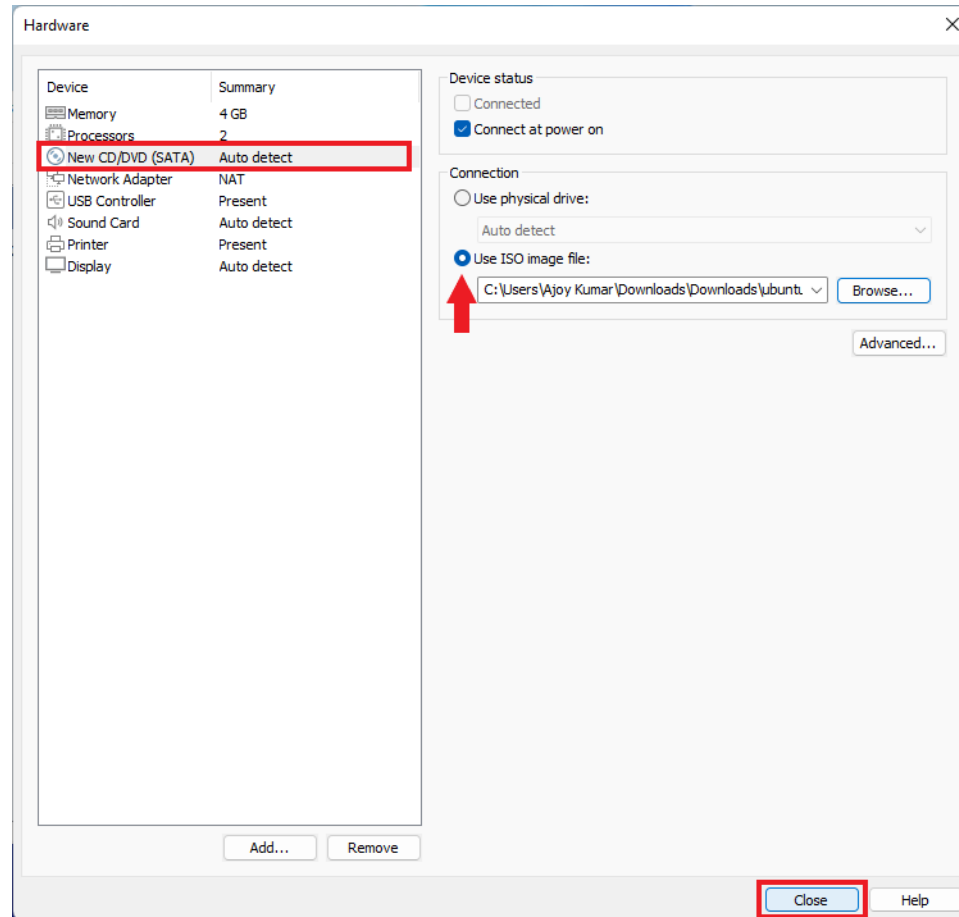 Hardware
Device Summary
Memory 4 GB
Processors 2
New CD/DVD (SATA) Auto detect
Network Adapter NAT
USB Controller Present
Sound Card Auto detect
Printer Present
Display Auto detect
Add... Remove
Device status
Connected
Connect at power on
Connection
Use physical drive:
Auto detect
Use ISO image file:
C:\Users\Ajoy Kumar\Downloads\Downloads\ubuntu Browse...
Advanced...
Close Help